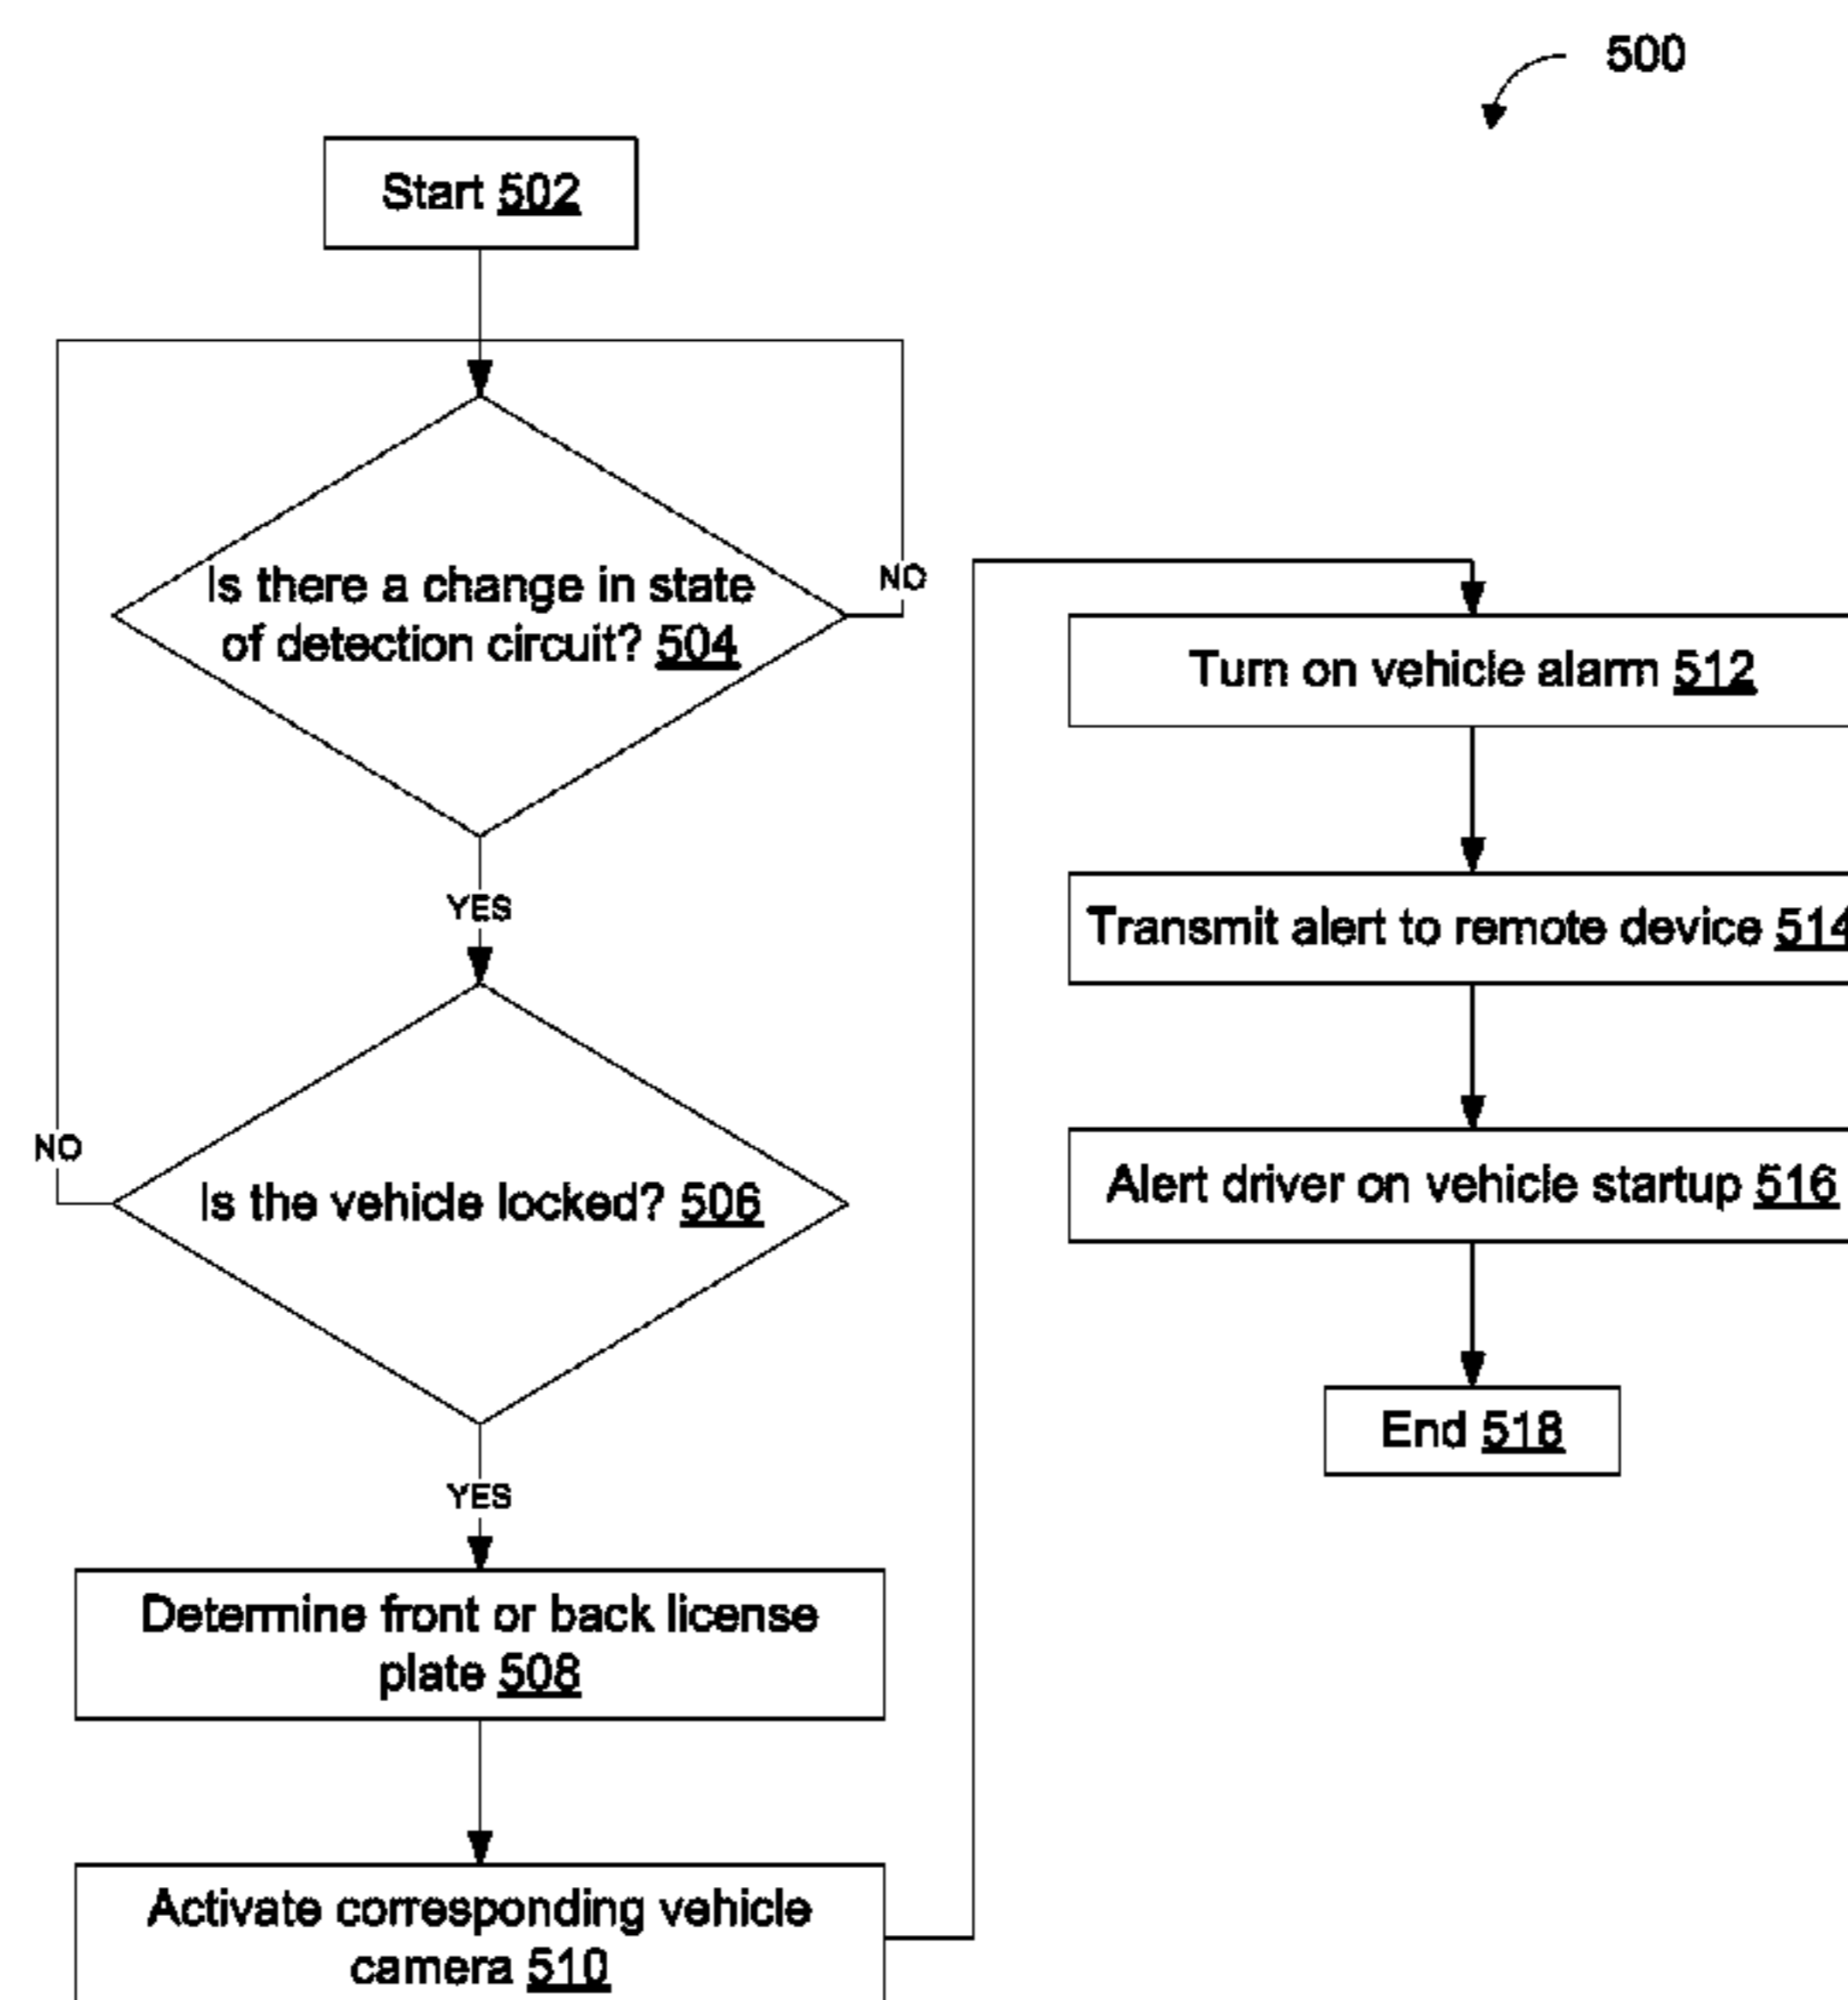 500
Start 502
Is there a change in state
of detection circuit? 504
NO
YES
NO
Is the vehicle locked? 506
YES
Determine front or back license
plate 508
Activate corresponding vehicle
camera 510
Turn on vehicle alarm 512
Transmit alert to remote device 514
Alert driver on vehicle startup 516
End 518